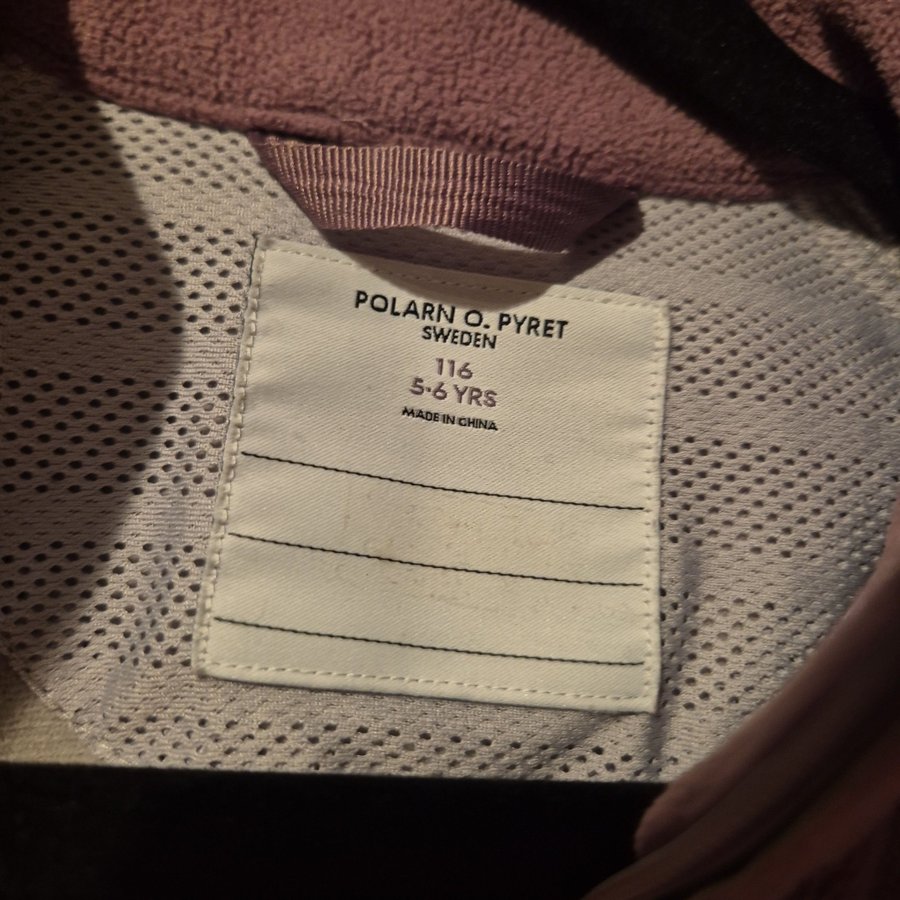 POLARN O. PYRET
SWEDEN
116
5-6 YRS
MADE IN CHINA